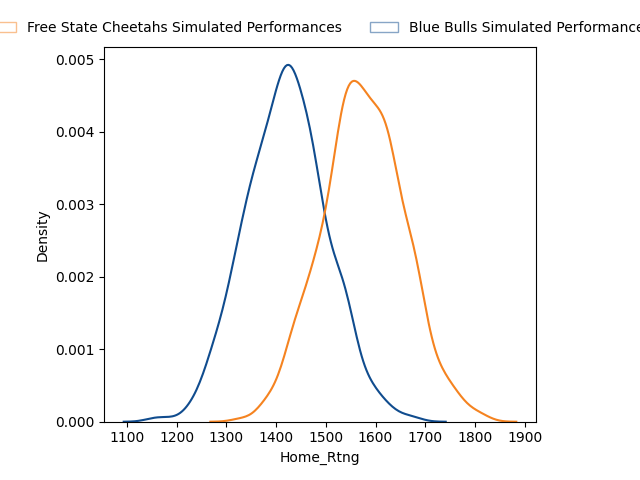 Free State Cheetahs Simulated Performances
Blue Bulls Simulated Performance
0.005
0.004
0.003
0.002
0.001
0.000
Density
1100 1200 1300 1400 1500 1600 1700 1800 1900
Home_Rtng